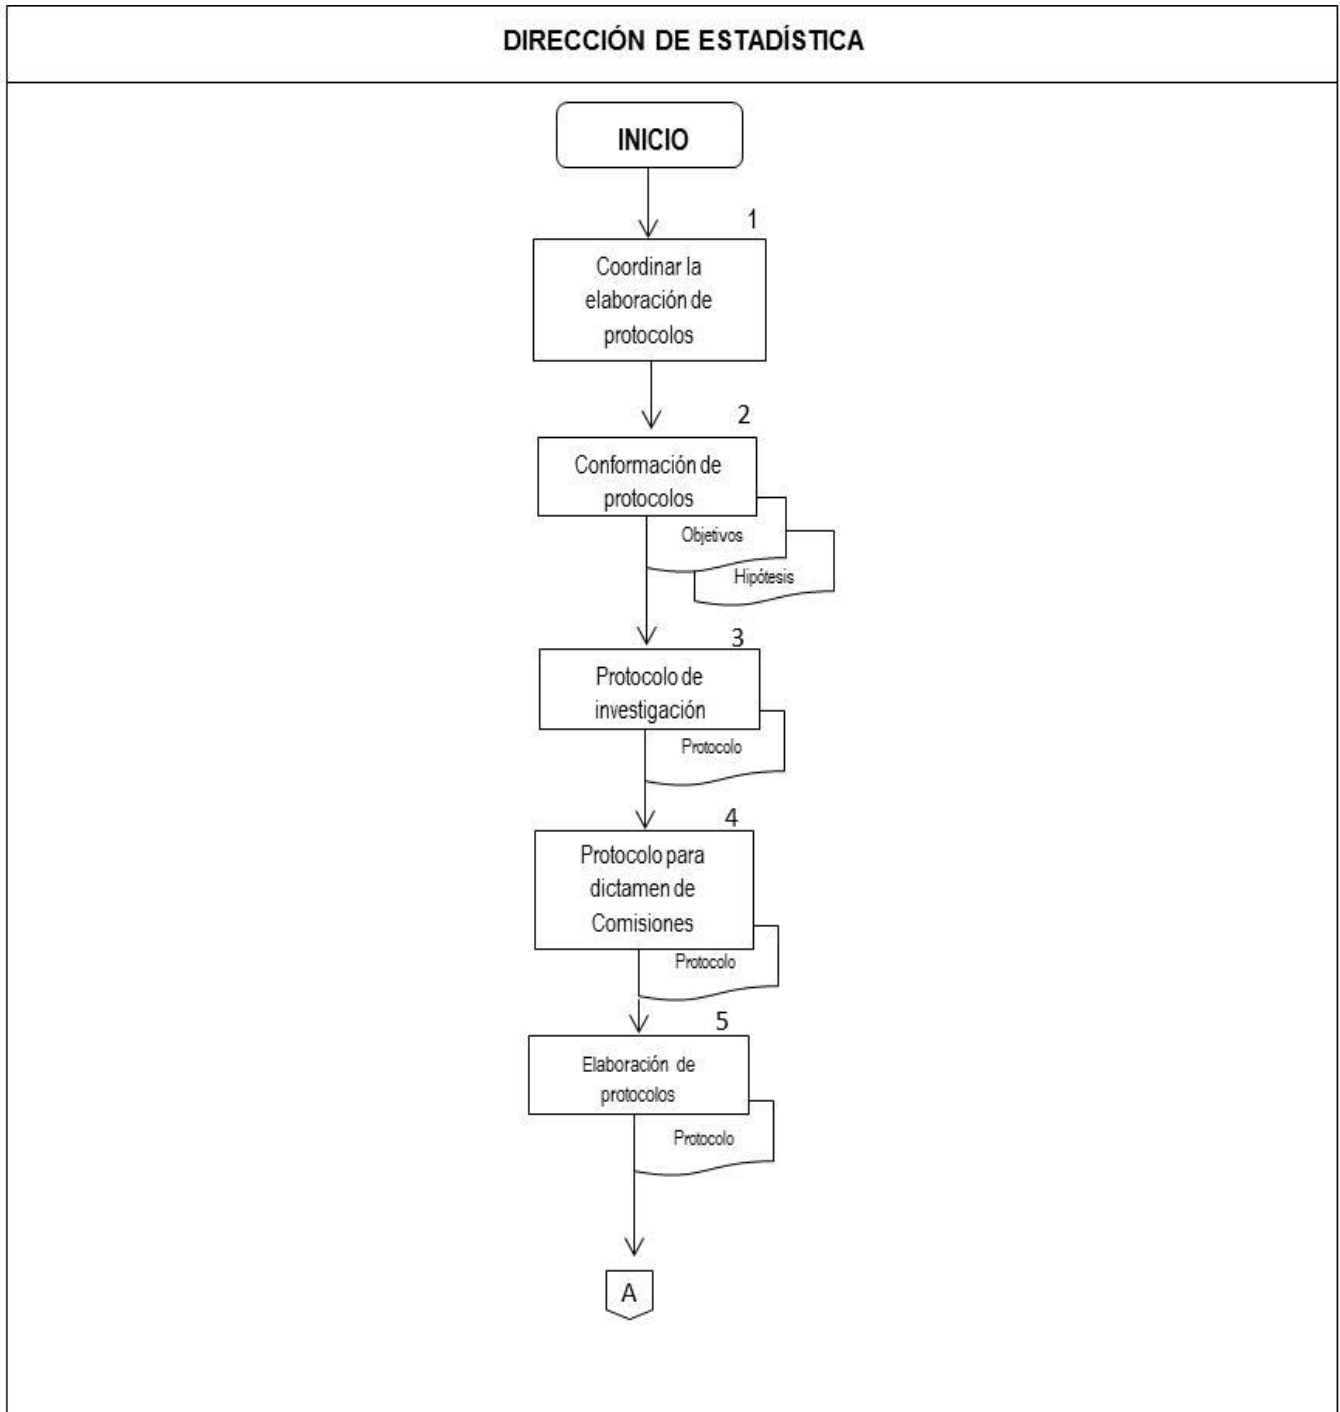 DIRECCIÓN DE ESTADÍSTICA
INICIO
1
Coordinar la
elaboración de
protocolos
2
Conformación de
protocolos
Objetivos
Hipótesis
3
Protocolo de
investigación
Protocolo
4
Protocolo para
dictamen de
Comisiones
Protocolo
5
Elaboración de
protocolos
Protocolo
A